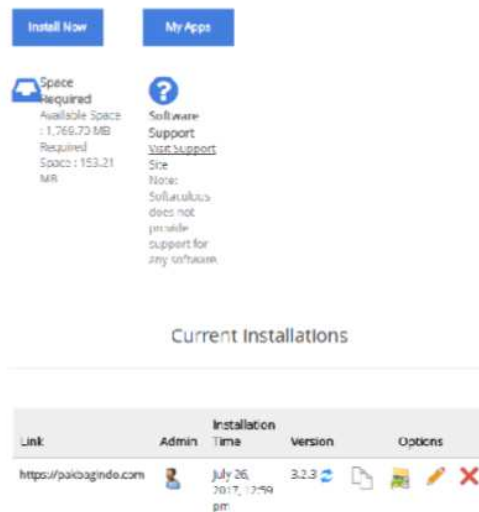 Install Now
My Apps
Space
Required
Available Space
: 1,769.70 MB
Required
Space : 153.21
MB
Software
Support
Visit Support
Site
Note:
Softaculous
does not
provide
support for
any software.
Current Installations
Link Admin Installation Time Version Options
https://pakbagindo.com July 26, 2017, 12:59 pm 3.2.3